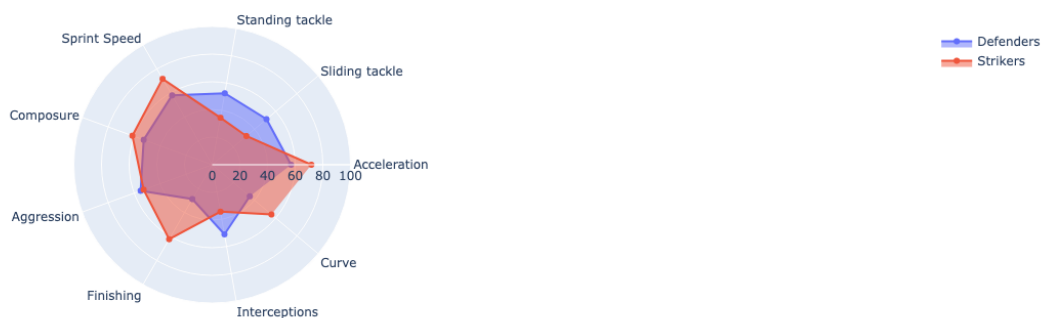 Standing tackle
Sprint Speed
Defenders
Strikers
Sliding tackle
Composure
Acceleration
0 20 40 60 80 100
Aggression
Curve
Finishing
Interceptions